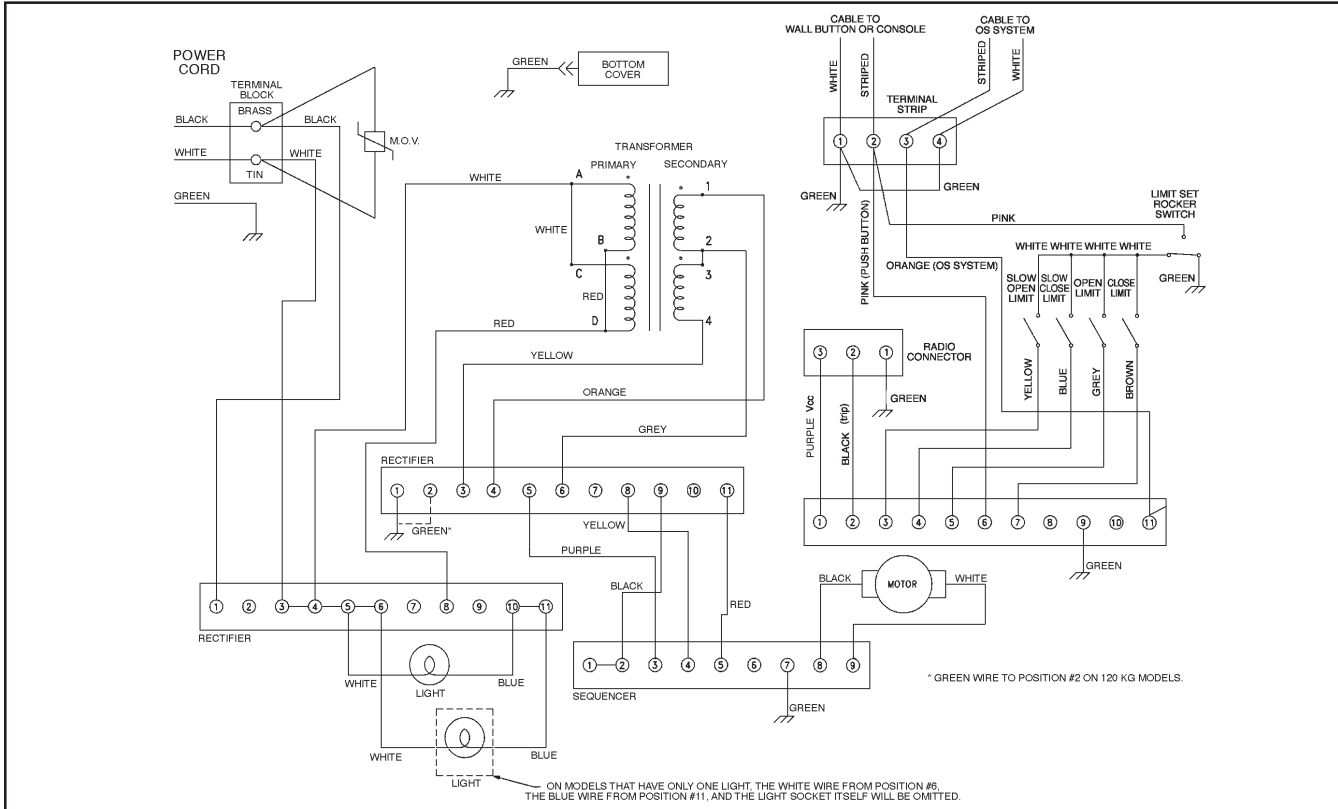 POWER
CORD
TERMINAL
BLOCK
BRASS
BLACK
BLACK
WHITE
WHITE
TIN
GREEN
M.O.V.
GREEN
BOTTOM
COVER
TRANSFORMER
PRIMARY
SECONDARY
WHITE
A
WHITE
B
C
RED
D
RED
1
2
3
4
YELLOW
ORANGE
GREY
CABLE TO
WALL BUTTON OR CONSOLE
CABLE TO
OS SYSTEM
WHITE
STRIPED
STRIPED
WHITE
TERMINAL
STRIP
1 2 3 4
GREEN
GREEN
LIMIT SET
ROCKER
SWITCH
PINK
PINK (PUSH BUTTON)
ORANGE (OS SYSTEM)
WHITE WHITE WHITE WHITE
GREEN
SLOW
OPEN
LIMIT
SLOW
CLOSE
LIMIT
OPEN
LIMIT
CLOSE
LIMIT
YELLOW
BLUE
GREY
BROWN
3 2 1
RADIO
CONNECTOR
GREEN
PURPLE Vcc
BLACK (trip)
1 2 3 4 5 6 7 8 9 10 11
GREEN
RECTIFIER
1 2 3 4 5 6 7 8 9 10 11
GREEN*
YELLOW
PURPLE
BLACK
RED
1 2 3 4 5 6 7 8 9 10 11
RECTIFIER
WHITE
LIGHT
BLUE
WHITE
LIGHT
BLUE
BLACK
MOTOR
WHITE
1 2 3 4 5 6 7 8 9
SEQUENCER
GREEN
* GREEN WIRE TO POSITION #2 ON 120 KG MODELS.
ON MODELS THAT HAVE ONLY ONE LIGHT, THE WHITE WIRE FROM POSITION #6,
THE BLUE WIRE FROM POSITION #11, AND THE LIGHT SOCKET ITSELF WILL BE OMITTED.